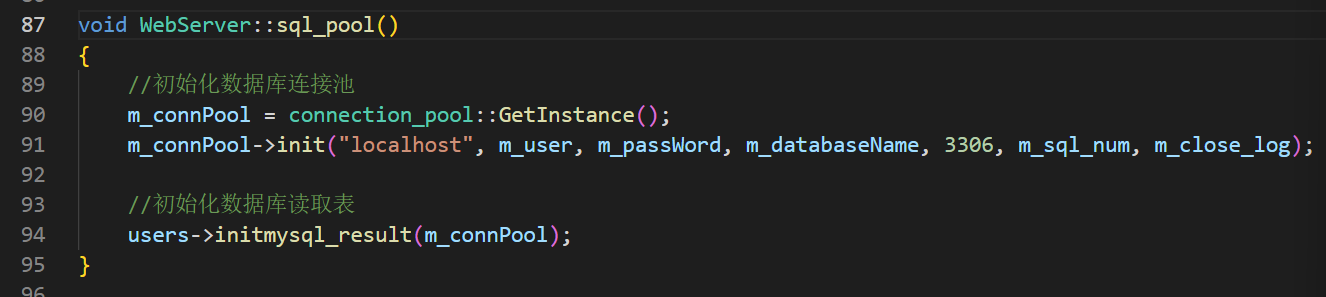 87 void WebServer::sql_pool()
88 {
89 //初始化数据库连接池
90 m_connPool = connection_pool::GetInstance();
91 m_connPool->init("localhost", m_user, m_passWord, m_databaseName, 3306, m_sql_num, m_close_log);
92
93 //初始化数据库读取表
94 users->initmysql_result(m_connPool);
95 }
96